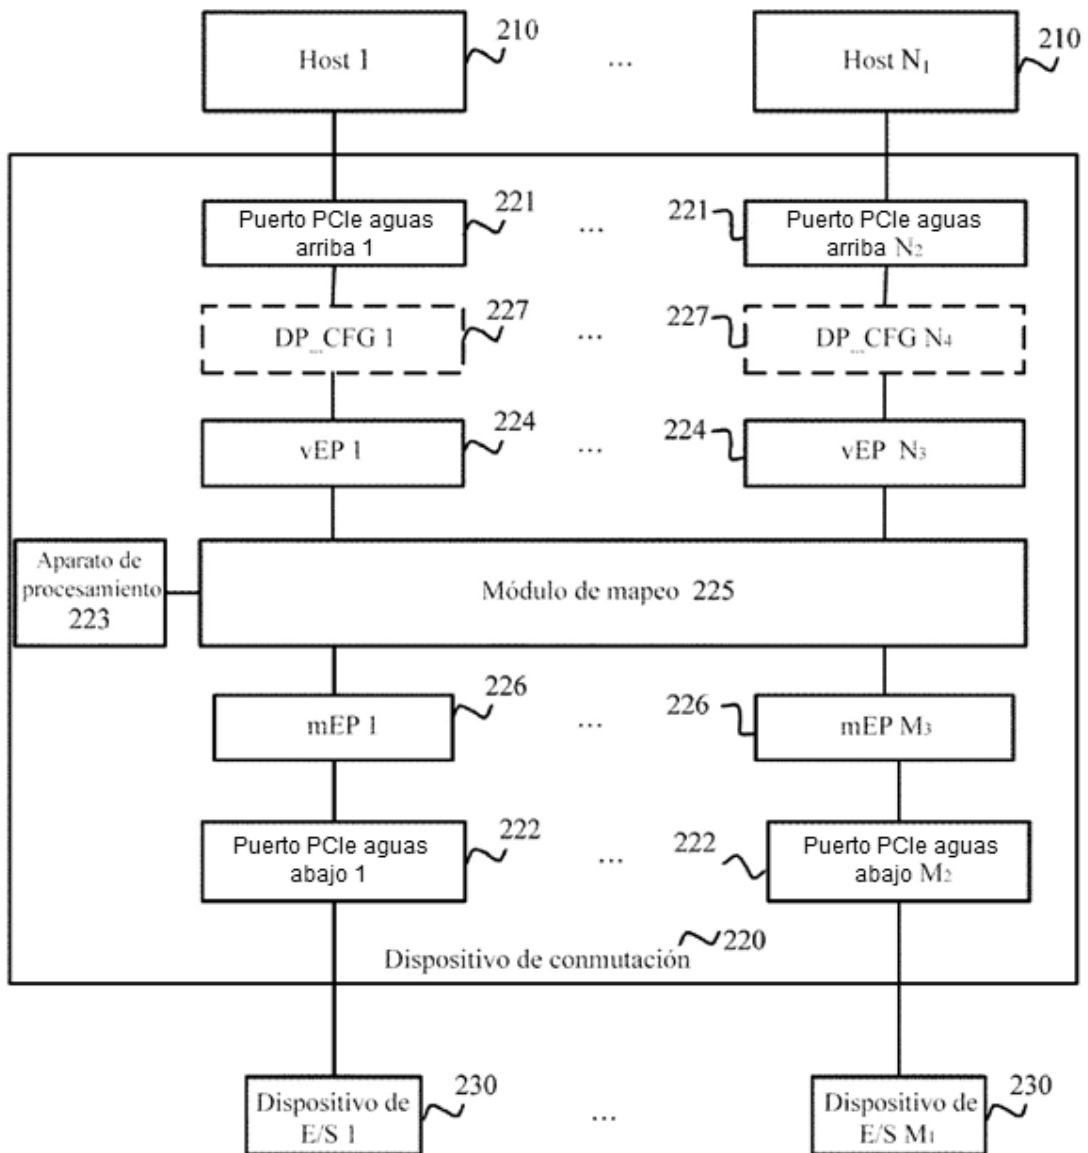 Host 1
210
...
Host N₁
210
Puerto PCIe aguas
arriba 1
221
...
221
Puerto PCIe aguas
arriba N₂
DP_CFG 1
227
...
227
DP_CFG N₄
vEP 1
224
...
224
vEP N₃
Aparato de
procesamiento
223
Módulo de mapeo 225
mEP 1
226
...
226
mEP M₃
Puerto PCIe aguas
abajo 1
222
...
222
Puerto PCIe aguas
abajo M₂
Dispositivo de conmutación
220
Dispositivo de
E/S 1
230
...
Dispositivo de
E/S M₁
230